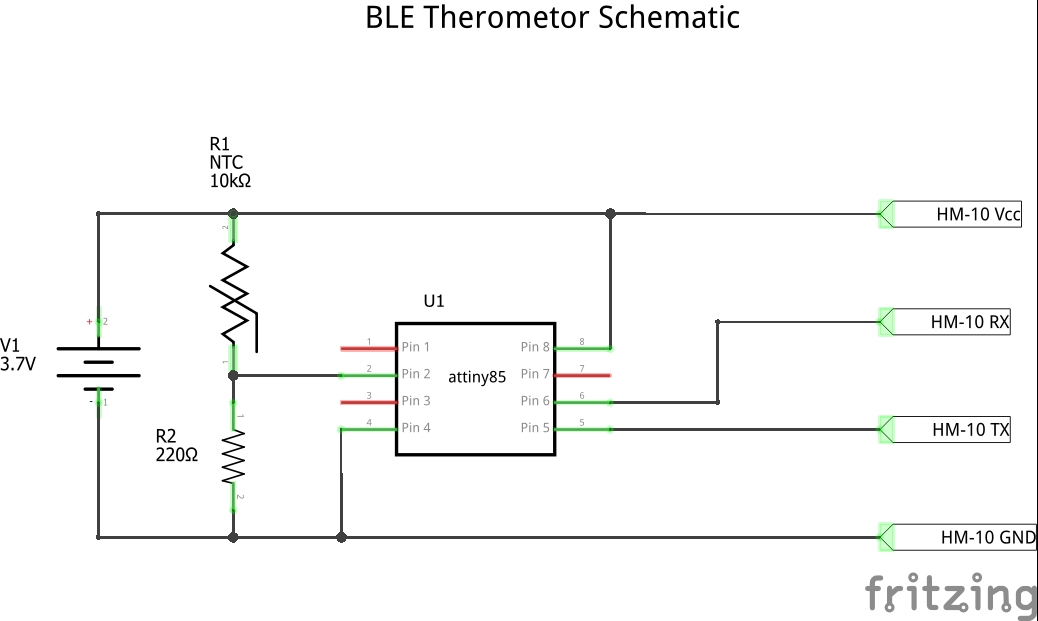 BLE Therometor Schematic
R1
NTC
10kΩ
2
HM-10 Vcc
U1
+ 2
HM-10 RX
V1
3.7V
1
Pin 1
Pin 8
8
1
2
Pin 2
attiny85
Pin 7
7
3
Pin 3
Pin 6
6
- 1
1
4
Pin 4
Pin 5
5
HM-10 TX
R2
220Ω
2
HM-10 GND
fritzing